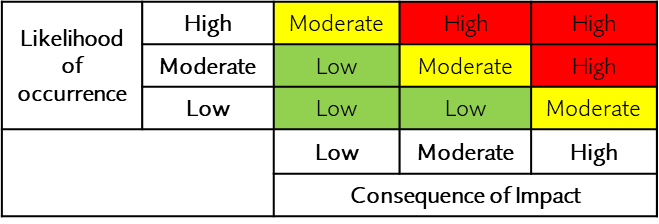 Likelihood
of
occurrence
High
Moderate
High
High
Moderate
Low
Moderate
High
Low
Low
Low
Moderate
Low
Moderate
High
Consequence of Impact